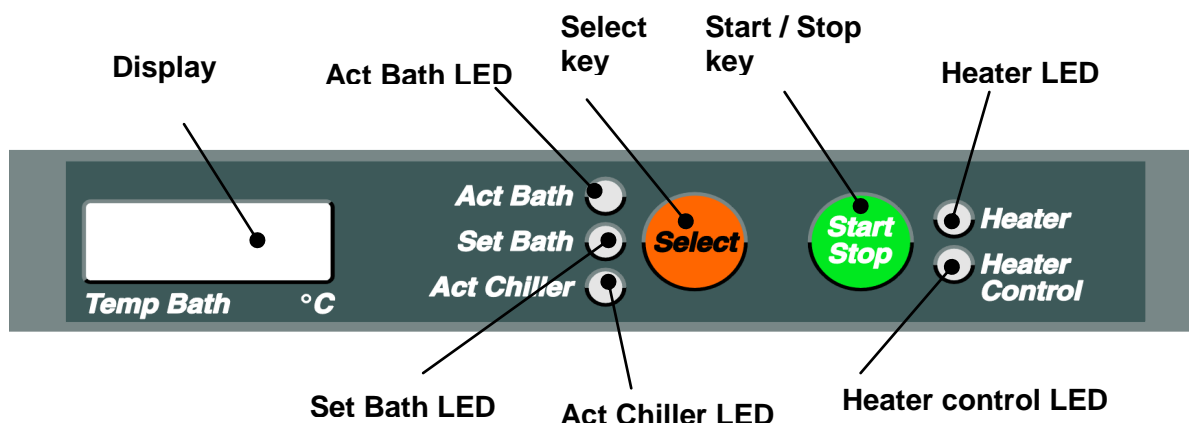 Display
Act Bath LED
Select
key
Start / Stop
key
Heater LED
Act Bath
Set Bath
Act Chiller
Select
Start
Stop
Heater
Heater
Control
Temp Bath °C
Set Bath LED
Act Chiller LED
Heater control LED